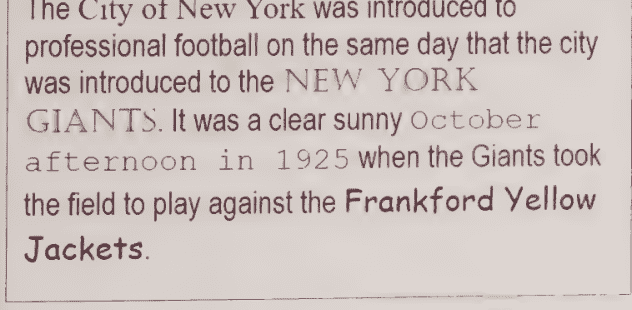 The City of New York was introduced to
professional football on the same day that the city
was introduced to the NEW YORK
GIANTS. It was a clear sunny October
afternoon in 1925 when the Giants took
the field to play against the Frankford Yellow
Jackets.